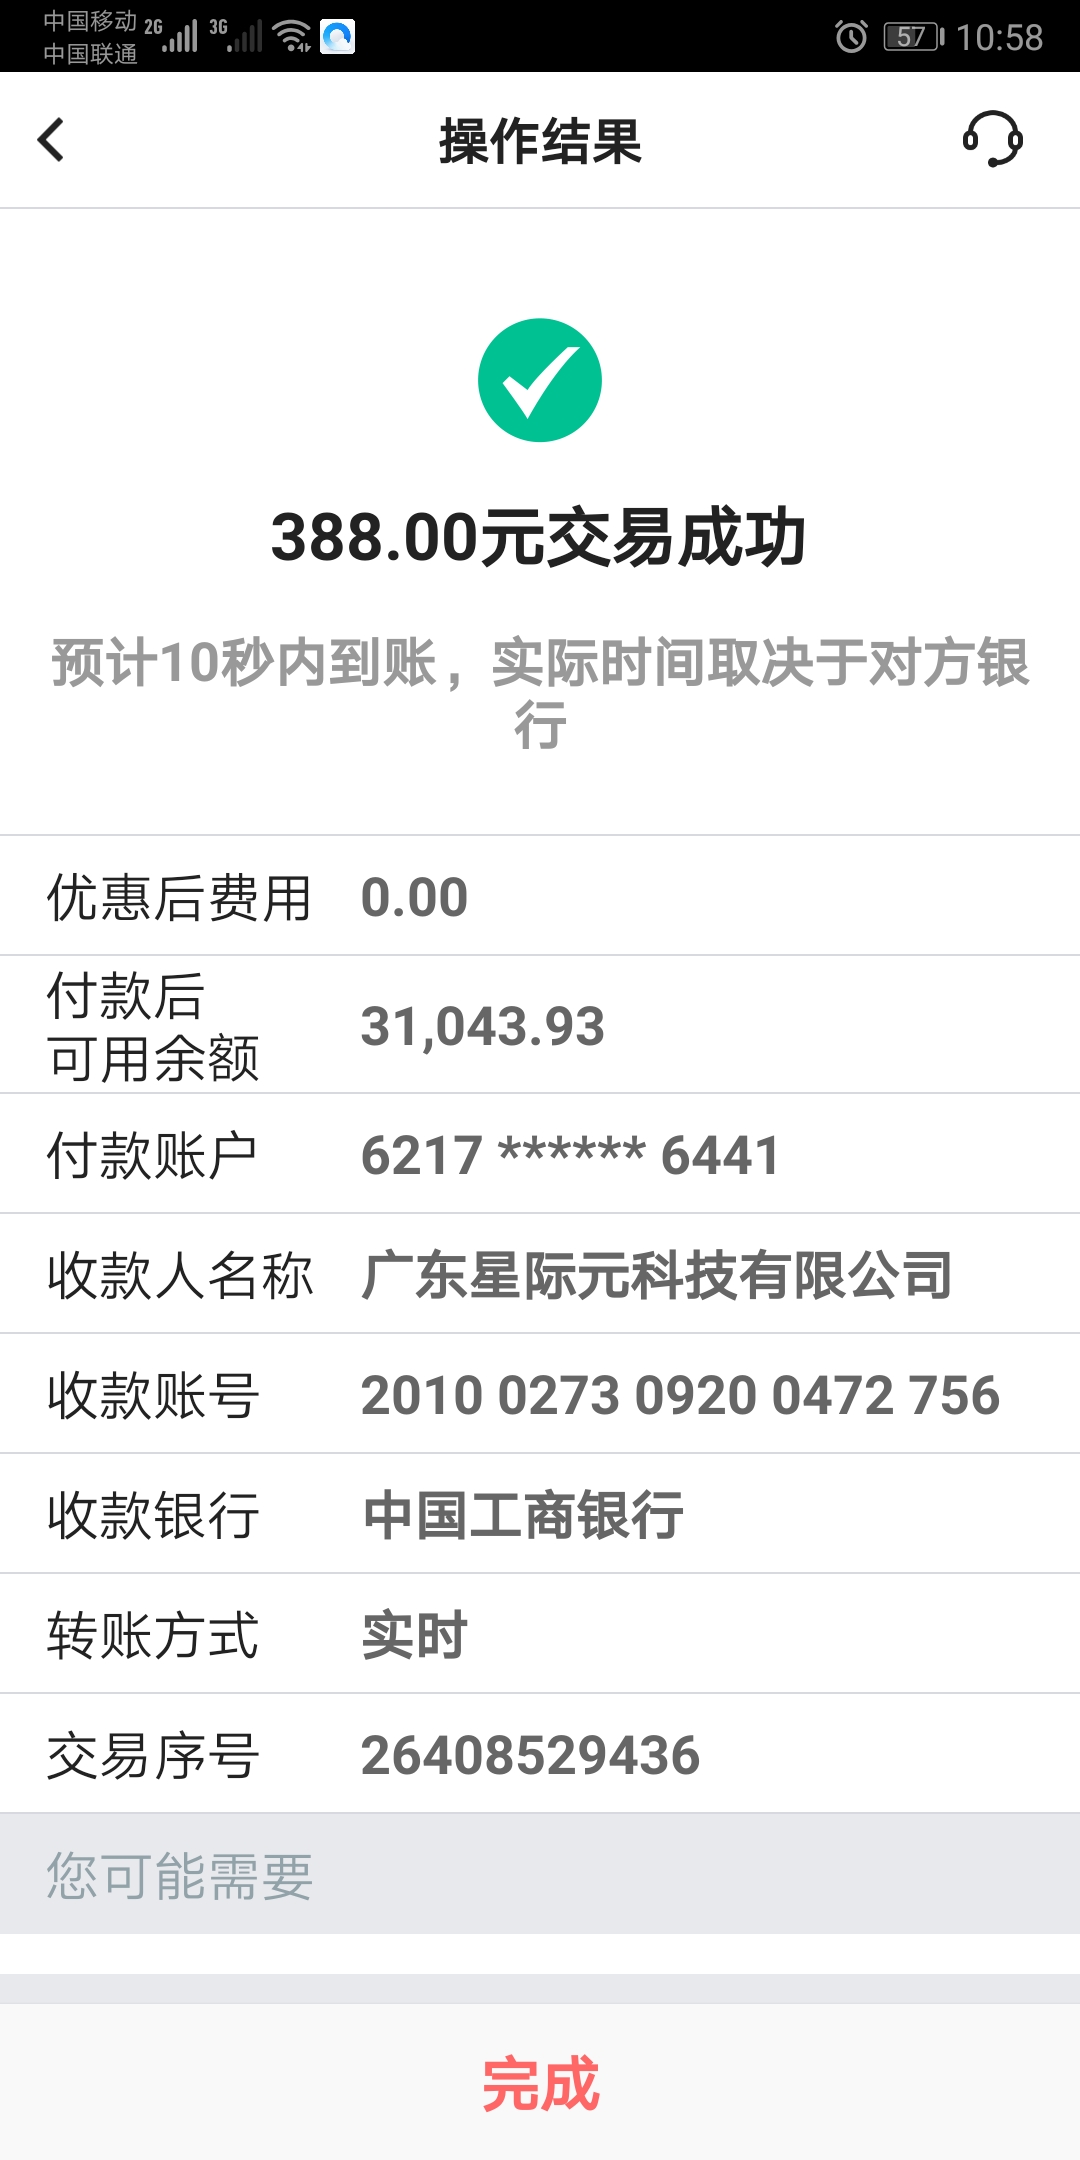 中国移动 2G 3G 57 10:58
中国联通
操作结果
388.00元交易成功
预计10秒内到账，实际时间取决于对方银
行
优惠后费用 0.00
付款后
可用余额 31,043.93
付款账户 6217 ****** 6441
收款人名称 广东星际元科技有限公司
收款账号 2010 0273 0920 0472 756
收款银行 中国工商银行
转账方式 实时
交易序号 26408529436
您可能需要
完成